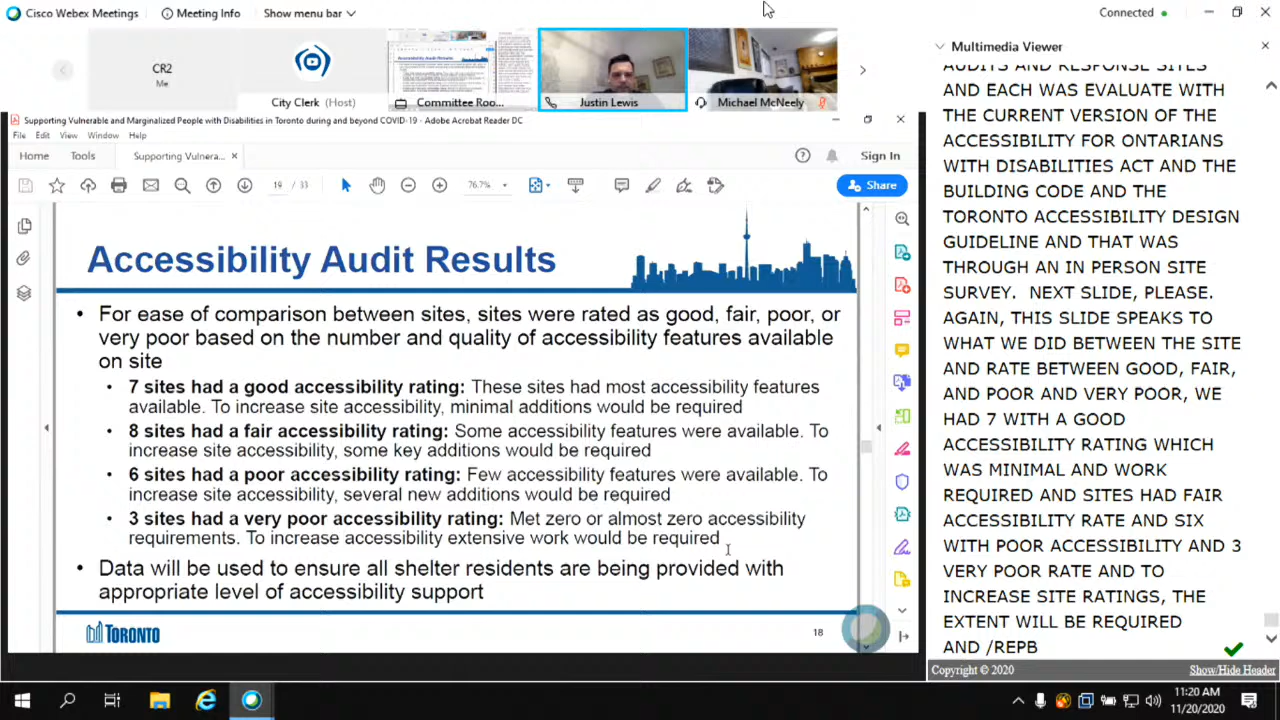 Cisco Webex Meetings
Meeting Info
Show menu bar
Connected
CR2
Me
City Clerk (Host)
Committee Roo...
Justin Lewis
Michael McNeely
Supporting Vulnerable and Marginalized People with Disabilities in Toronto during and beyond COVID-19 - Adobe Acrobat Reader DC
File Edit View Window Help
Home Tools Supporting Vulnera... ×
Sign In
19 / 33
76.7%
Share
Accessibility Audit Results
• For ease of comparison between sites, sites were rated as good, fair, poor, or
very poor based on the number and quality of accessibility features available
on site
• 7 sites had a good accessibility rating: These sites had most accessibility features
available. To increase site accessibility, minimal additions would be required
• 8 sites had a fair accessibility rating: Some accessibility features were available. To
increase site accessibility, some key additions would be required
• 6 sites had a poor accessibility rating: Few accessibility features were available. To
increase site accessibility, several new additions would be required
• 3 sites had a very poor accessibility rating: Met zero or almost zero accessibility
requirements. To increase accessibility extensive work would be required
• Data will be used to ensure all shelter residents are being provided with
appropriate level of accessibility support
TORONTO
18
Multimedia Viewer
AND EACH WAS EVALUATE WITH
THE CURRENT VERSION OF THE
ACCESSIBILITY FOR ONTARIANS
WITH DISABILITIES ACT AND THE
BUILDING CODE AND THE
TORONTO ACCESSIBILITY DESIGN
GUIDELINE AND THAT WAS
THROUGH AN IN PERSON SITE
SURVEY. NEXT SLIDE, PLEASE.
AGAIN, THIS SLIDE SPEAKS TO
WHAT WE DID BETWEEN THE SITE
AND RATE BETWEEN GOOD, FAIR,
AND POOR AND VERY POOR, WE
HAD 7 WITH A GOOD
ACCESSIBILITY RATING WHICH
WAS MINIMAL AND WORK
REQUIRED AND SITES HAD FAIR
ACCESSIBILITY RATE AND SIX
WITH POOR ACCESSIBILITY AND 3
VERY POOR RATE AND TO
INCREASE SITE RATINGS, THE
EXTENT WILL BE REQUIRED
AND /REPB
Copyright © 2020
Show/Hide Header
11:20 AM
11/20/2020